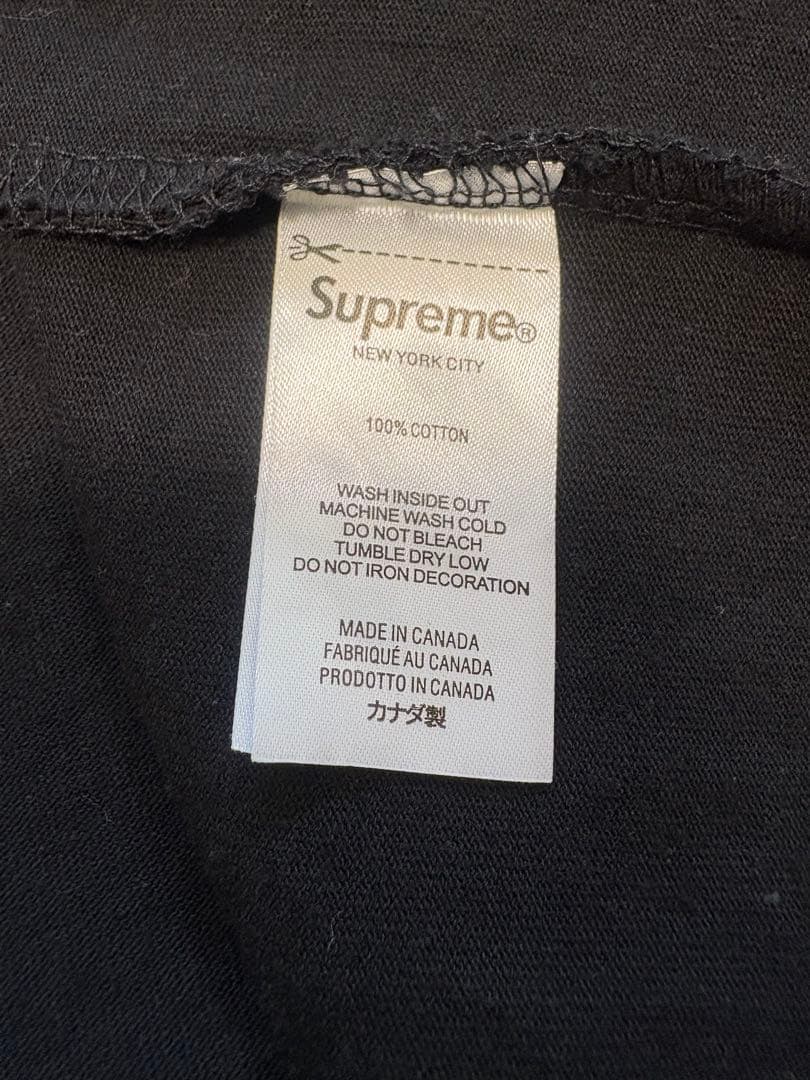 Supreme®
NEW YORK CITY
100% COTTON
WASH INSIDE OUT
MACHINE WASH COLD
DO NOT BLEACH
TUMBLE DRY LOW
DO NOT IRON DECORATION
MADE IN CANADA
FABRIQUÉ AU CANADA
PRODOTTO IN CANADA
カナダ製